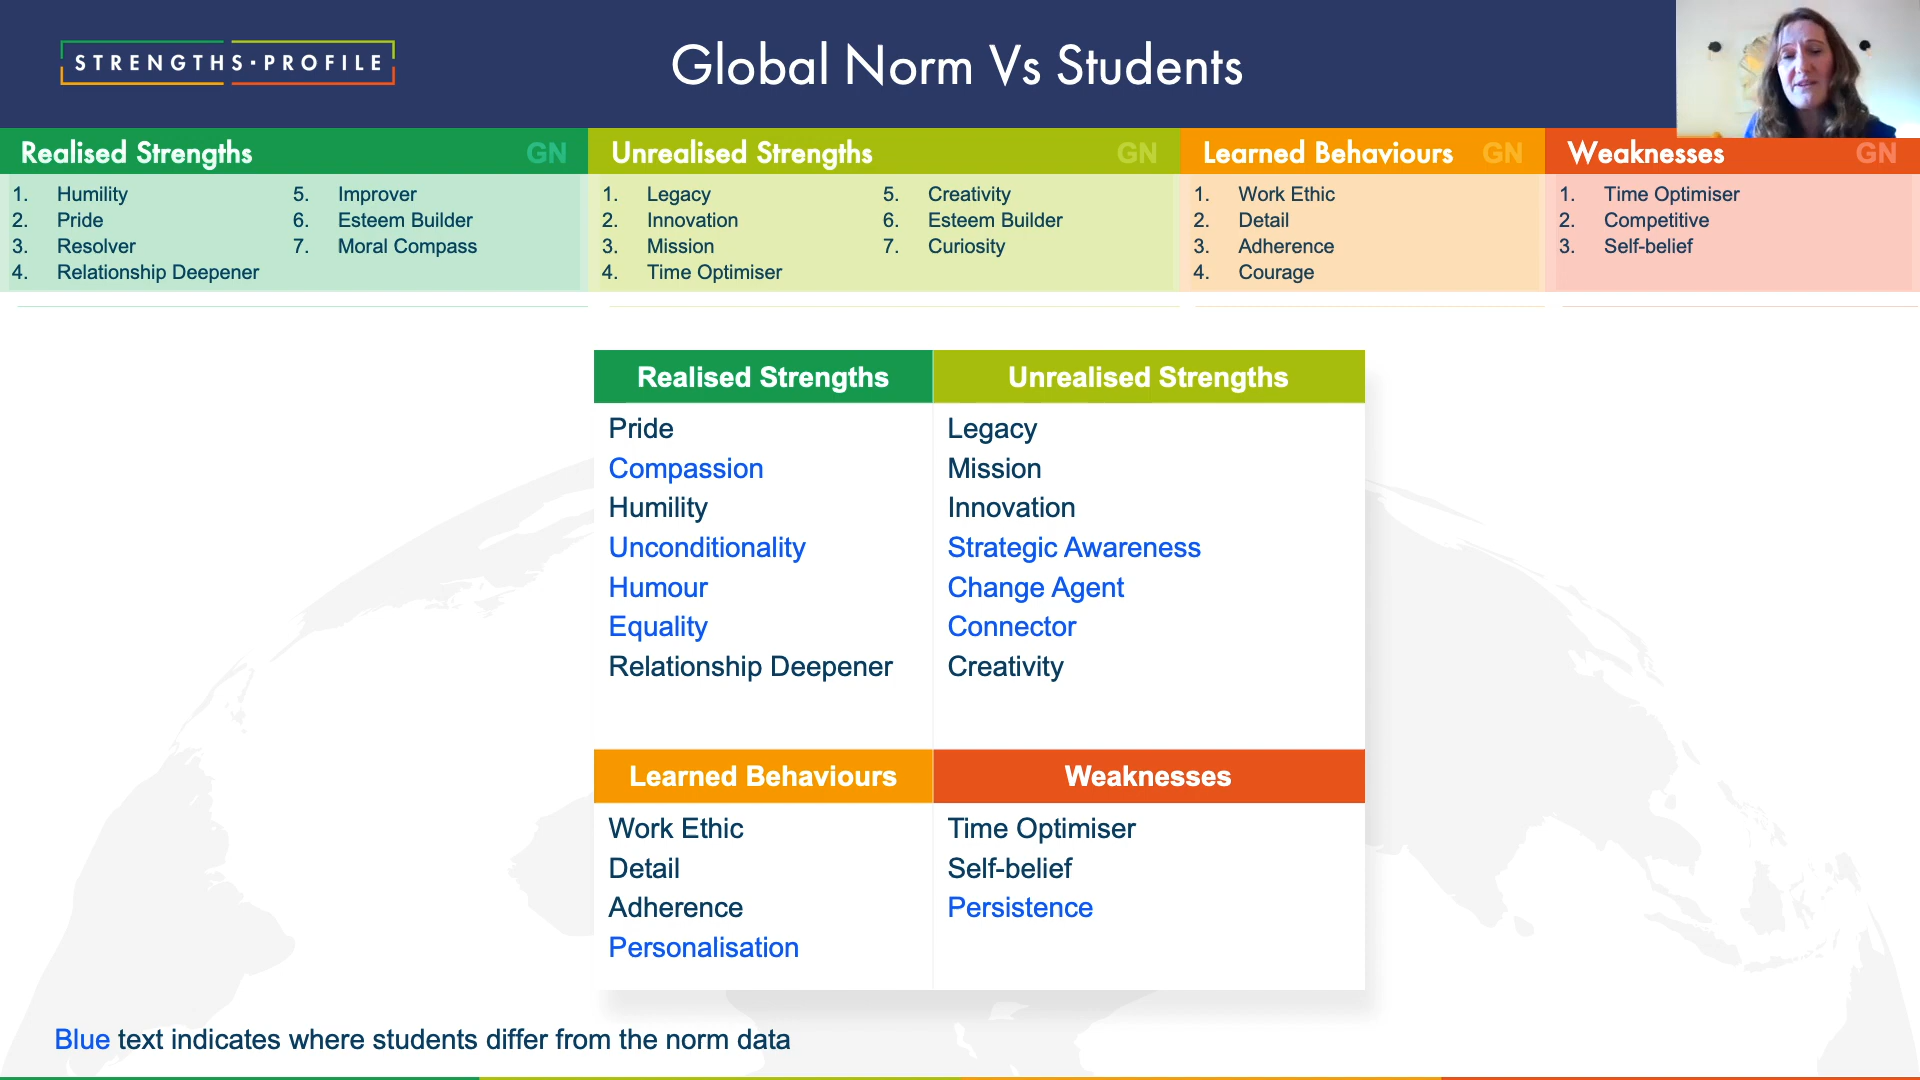 STRENGTHS·PROFILE
Global Norm Vs Students
Realised Strengths GN
1. Humility
2. Pride
3. Resolver
4. Relationship Deepener
5. Improver
6. Esteem Builder
7. Moral Compass
Unrealised Strengths GN
1. Legacy
2. Innovation
3. Mission
4. Time Optimiser
5. Creativity
6. Esteem Builder
7. Curiosity
Learned Behaviours GN
1. Work Ethic
2. Detail
3. Adherence
4. Courage
Weaknesses GN
1. Time Optimiser
2. Competitive
3. Self-belief
Realised Strengths
Pride
Compassion
Humility
Unconditionality
Humour
Equality
Relationship Deepener
Unrealised Strengths
Legacy
Mission
Innovation
Strategic Awareness
Change Agent
Connector
Creativity
Learned Behaviours
Work Ethic
Detail
Adherence
Personalisation
Weaknesses
Time Optimiser
Self-belief
Persistence
Blue text indicates where students differ from the norm data